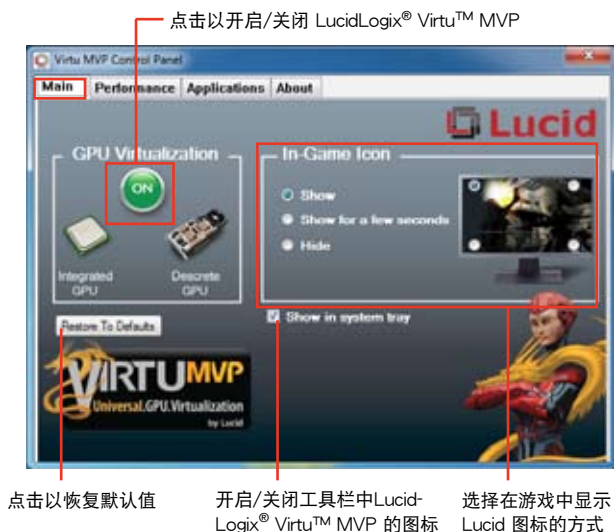 点击以开启/关闭 LucidLogix® Virtu™ MVP
Virtu MVP Control Panel
Main Performance Applications About
Lucid
GPU Virtualization
In-Game Icon
ON
Show
Show for a few seconds
Hide
Integrated GPU
Descrete GPU
Restore To Defaults
Show in system tray
VIRTU MVP
Universal.GPU.Virtualization
by Lucid
点击以恢复默认值
开启/关闭工具栏中Lucid-
Logix® Virtu™ MVP 的图标
选择在游戏中显示
Lucid 图标的方式